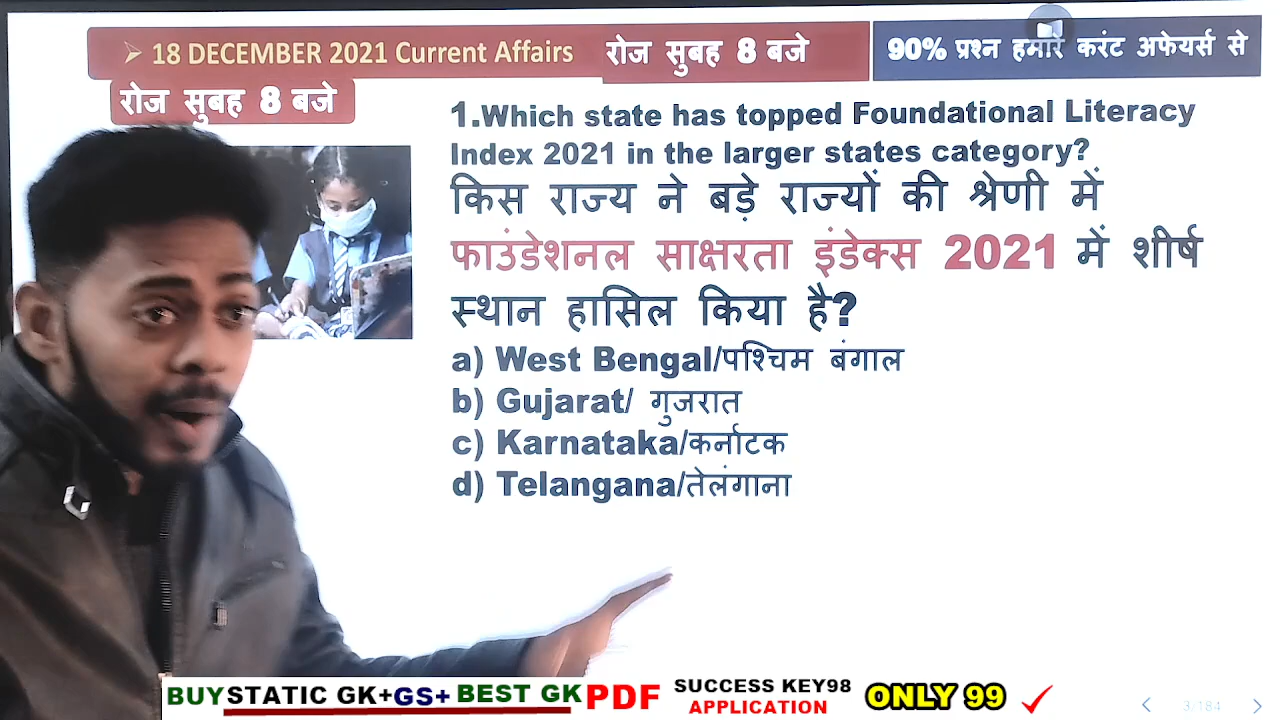 ➢ 18 DECEMBER 2021 Current Affairs रोज सुबह 8 बजे
90% प्रश्न हमारे करंट अफेयर्स से
रोज सुबह 8 बजे
1.Which state has topped Foundational Literacy
Index 2021 in the larger states category?
किस राज्य ने बड़े राज्यों की श्रेणी में
फाउंडेशनल साक्षरता इंडेक्स 2021 में शीर्ष
स्थान हासिल किया है?
a) West Bengal/पश्चिम बंगाल
b) Gujarat/ गुजरात
c) Karnataka/कर्नाटक
d) Telangana/तेलंगाना
BUY STATIC GK+GS+ BEST GK PDF SUCCESS KEY98 APPLICATION ONLY 99
3/184